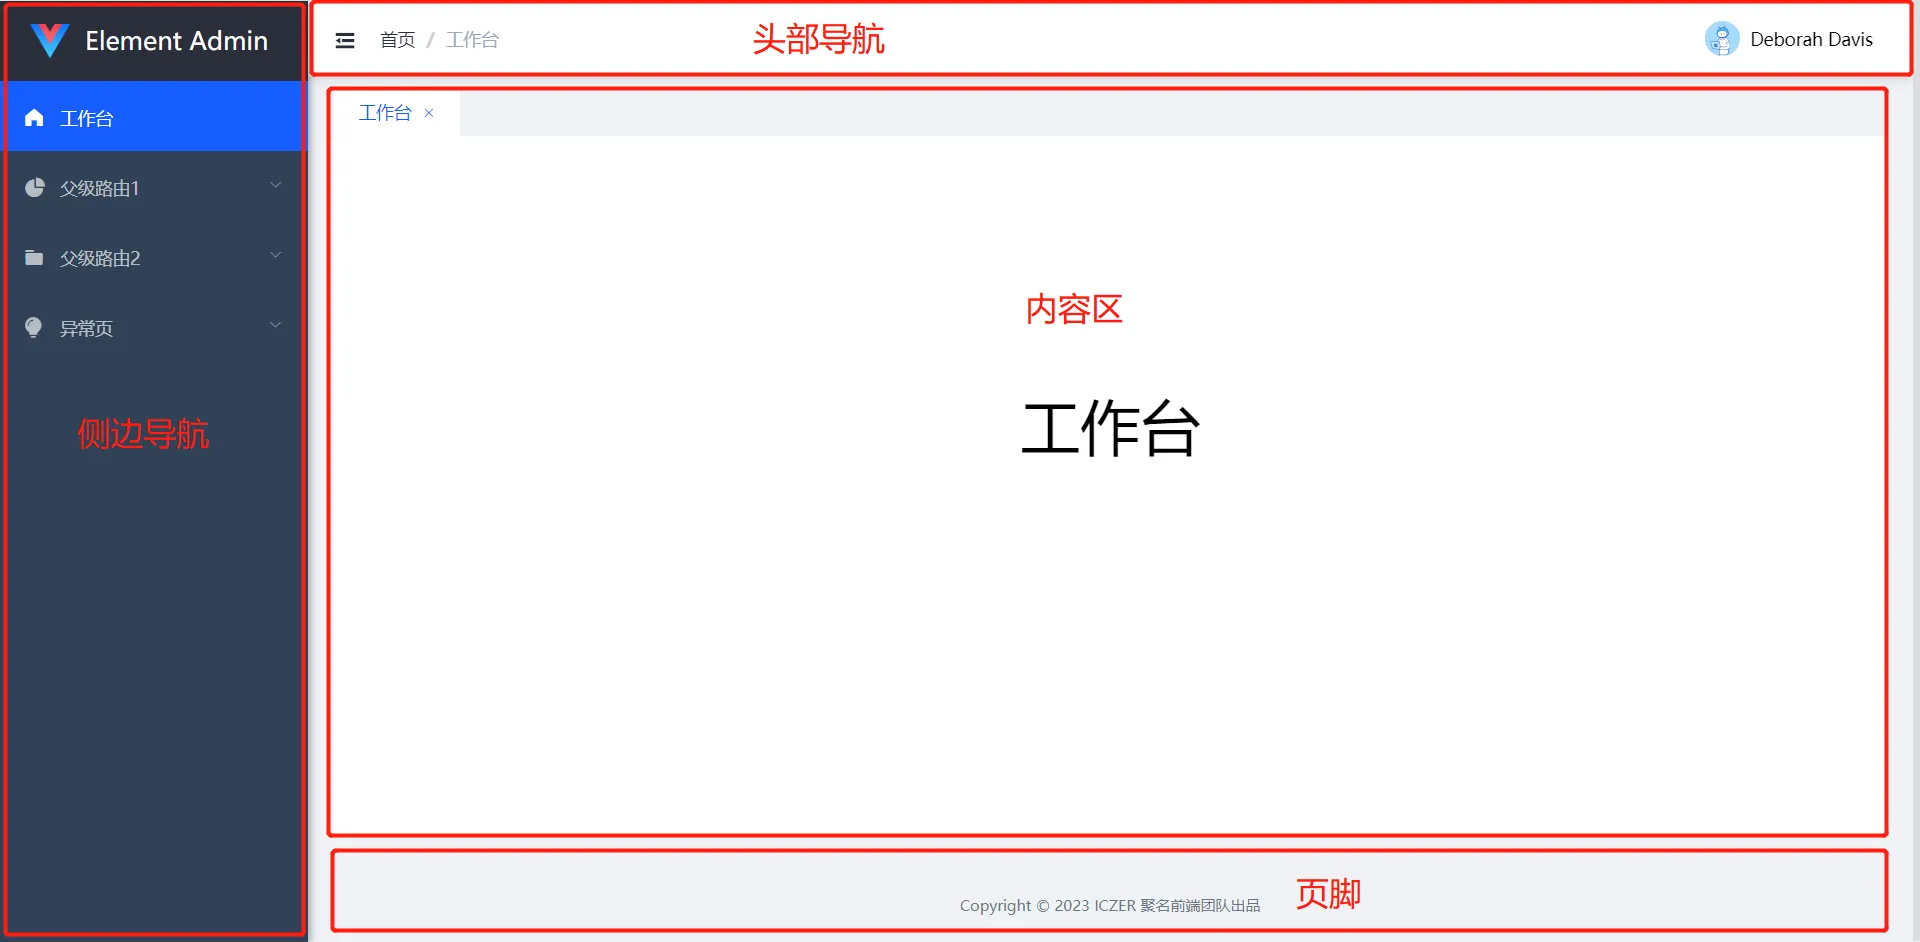 Element Admin
工作台
父级路由1
父级路由2
异常页
侧边导航
首页 / 工作台
头部导航
Deborah Davis
工作台 ×
内容区
工作台
Copyright © 2023 ICZER 聚名前端团队出品
页脚